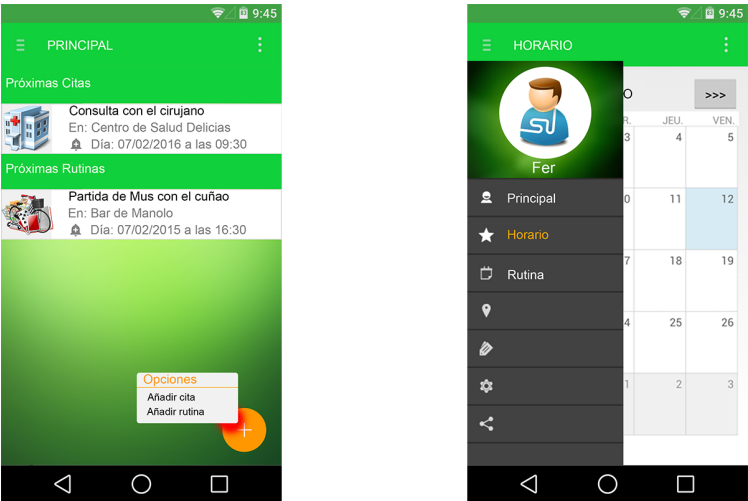 9:45
PRINCIPAL
Próximas Citas
Consulta con el cirujano
En: Centro de Salud Delicias
Día: 07/02/2016 a las 09:30
Próximas Rutinas
Partida de Mus con el cuñao
En: Bar de Manolo
Día: 07/02/2015 a las 16:30
Opciones
Añadir cita
Añadir rutina
+
9:45
HORARIO
Fer
Principal
Horario
Rutina
O >>>
R. JEU. VEN.
3 4 5
0 11 12
7 18 19
4 25 26
1 2 3